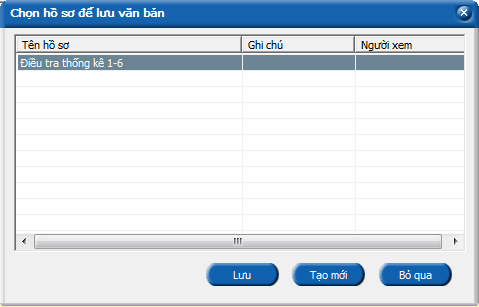 Chọn hồ sơ để lưu văn bản
Tên hồ sơ Ghi chú Người xem
Điều tra thống kê 1-6
Lưu Tạo mới Bỏ qua